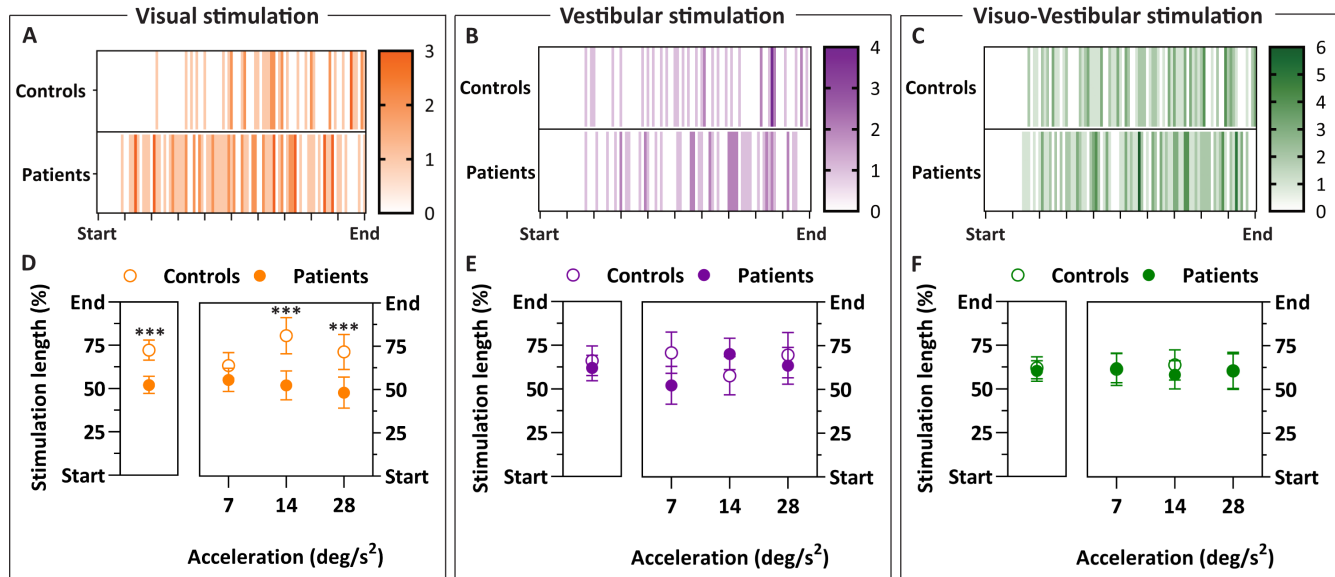 Visual stimulation
Vestibular stimulation
Visuo-Vestibular stimulation
A
Controls
Patients
Start
End
3
2
1
0
B
Controls
Patients
Start
End
4
3
2
1
0
C
Controls
Patients
Start
End
6
5
4
3
2
1
0
D
Controls
Patients
Stimulation length (%)
End
75
50
25
Start
***
***
***
End
75
50
25
Start
7
14
28
Acceleration (deg/s²)
E
Controls
Patients
Stimulation length (%)
End
75
50
25
Start
End
75
50
25
Start
7
14
28
Acceleration (deg/s²)
F
Controls
Patients
Stimulation length (%)
End
75
50
25
Start
End
75
50
25
Start
7
14
28
Acceleration (deg/s²)